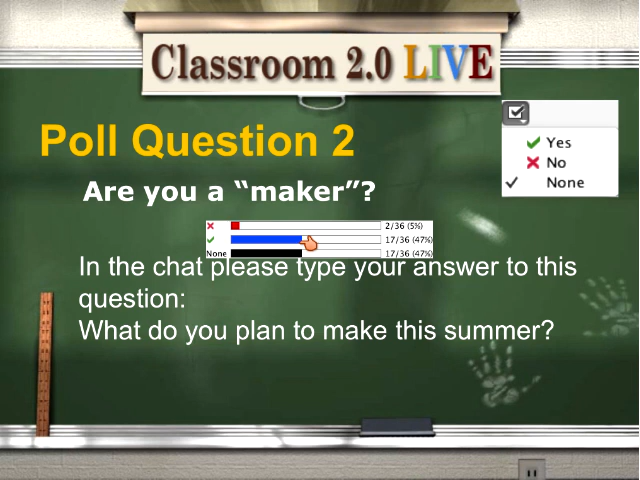 Classroom 2.0 LIVE
Poll Question 2
Yes
No
None
Are you a “maker”?
2/36 (5%)
17/36 (47%)
None 17/36 (47%)
In the chat please type your answer to this
question:
What do you plan to make this summer?